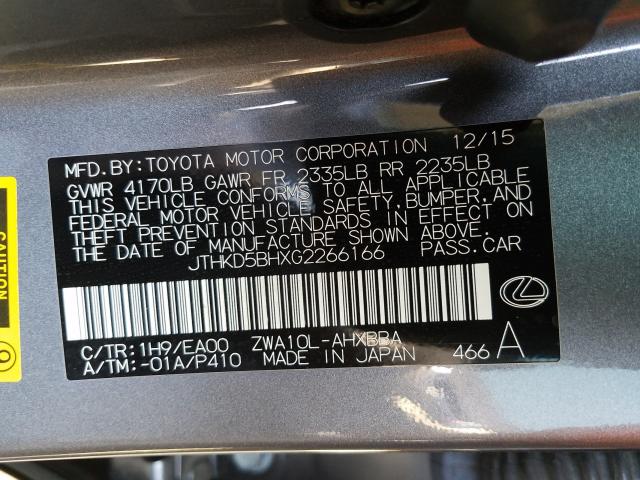 MFD. BY: TOYOTA MOTOR CORPORATION 12/15
GVWR 4170LB GAWR FR 2335LB RR 2235LB
THIS VEHICLE CONFORMS TO ALL APPLICABLE
FEDERAL MOTOR VEHICLE SAFETY, BUMPER, AND
THEFT PREVENTION STANDARDS IN EFFECT ON
THE DATE OF MANUFACTURE SHOWN ABOVE.
JTHKD5BHXG2266166 PASS. CAR
C/TR: 1H9/EA00 ZWA10L-AHXBBA
A/TM: -01A/P410 MADE IN JAPAN 466 A
CAUTION